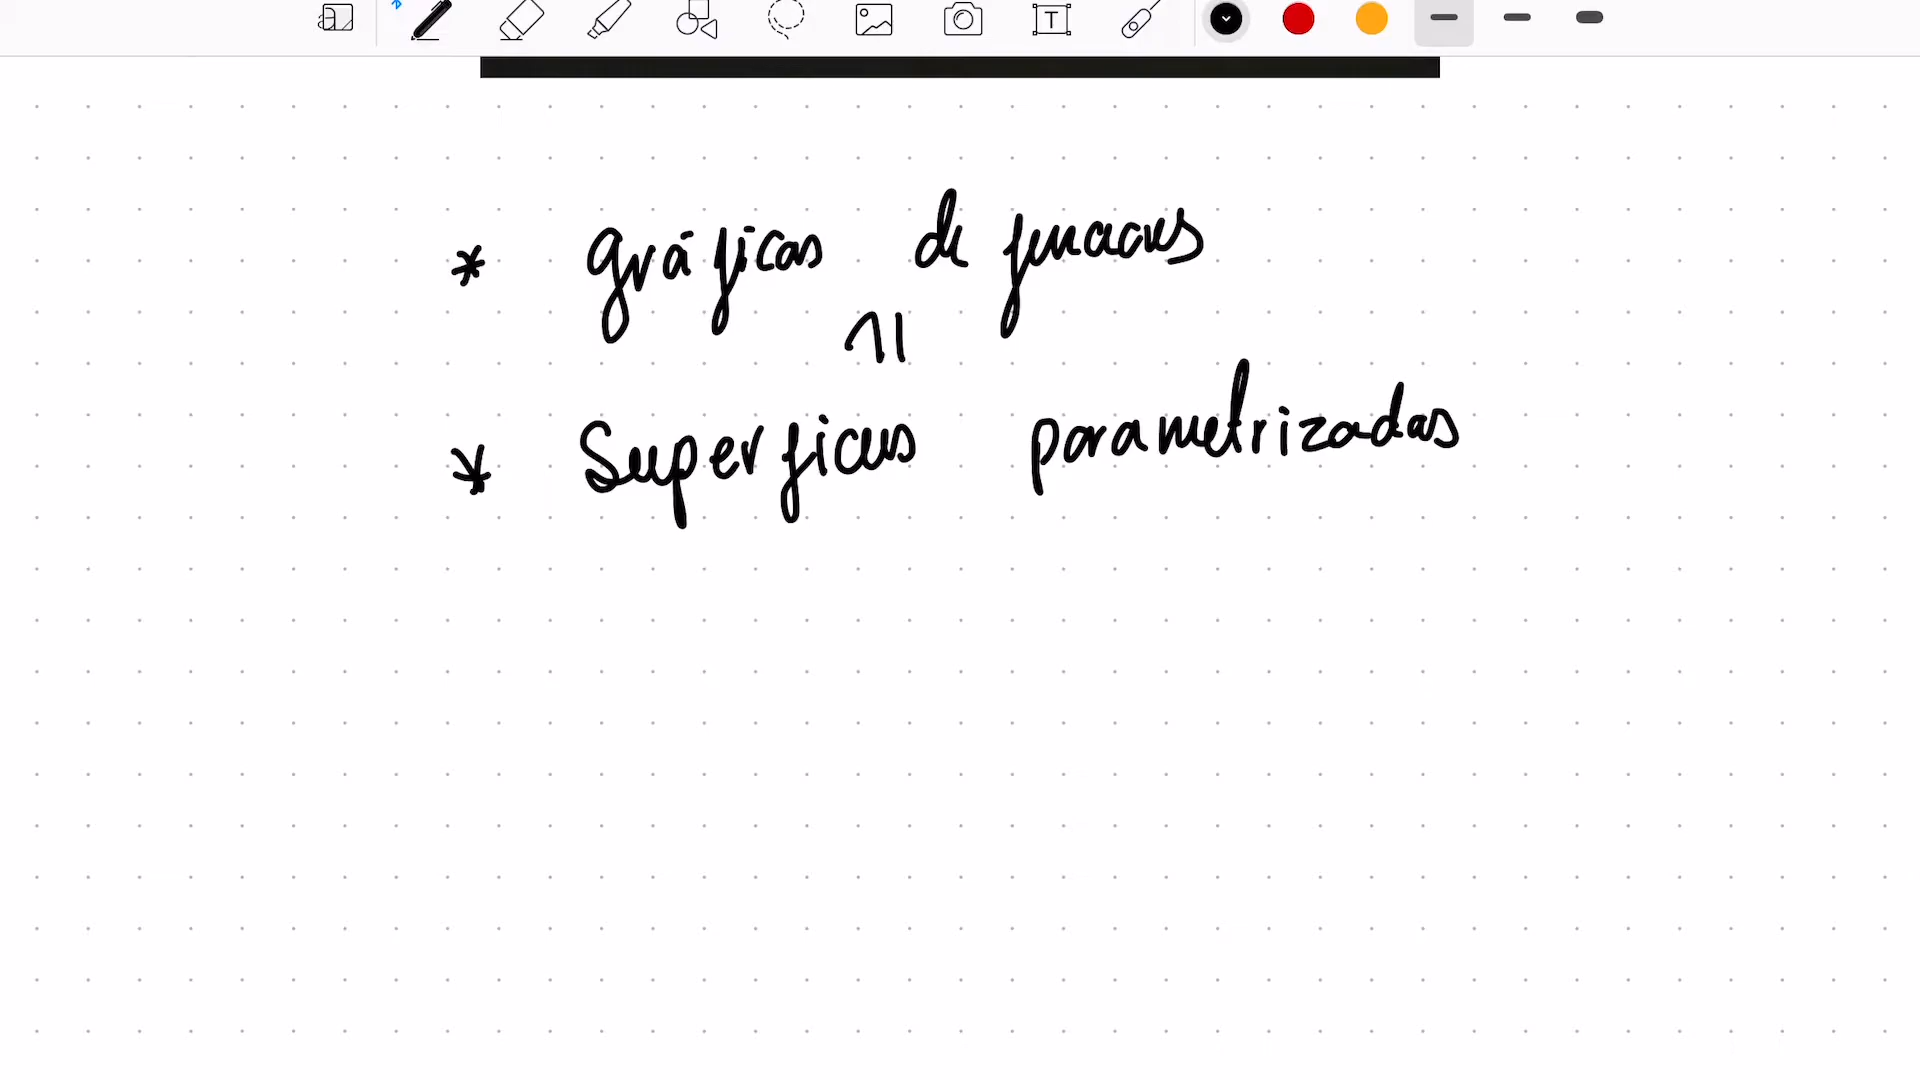 * gráficas de funciones
∩|
* Superficies parametrizadas